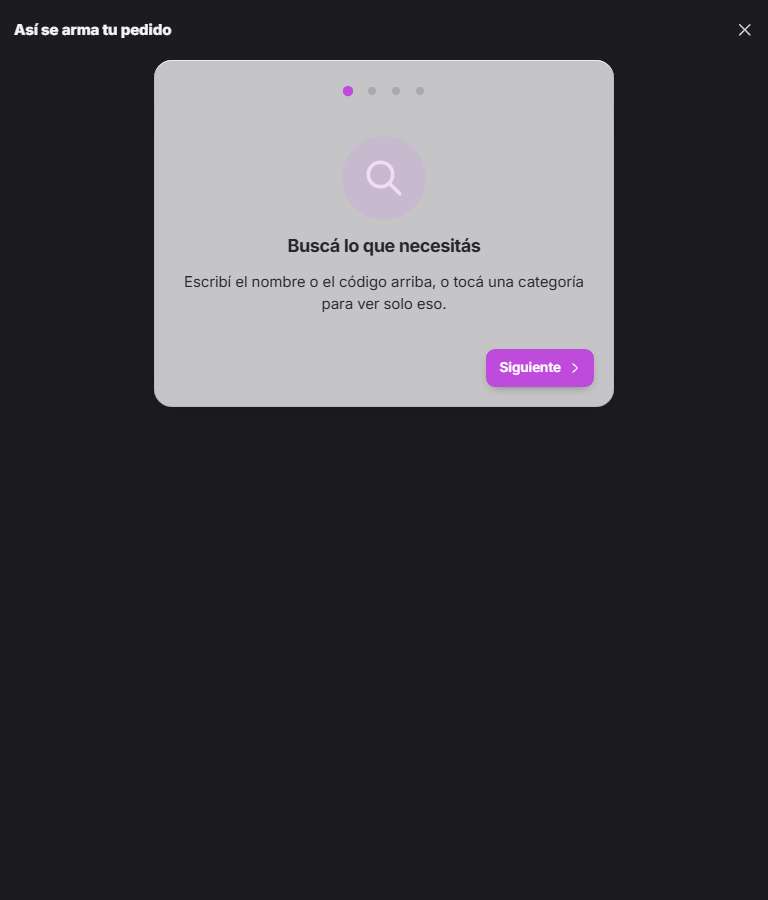 Así se arma tu pedido
Buscá lo que necesitás
Escribí el nombre o el código arriba, o tocá una categoría
para ver solo eso.
Siguiente